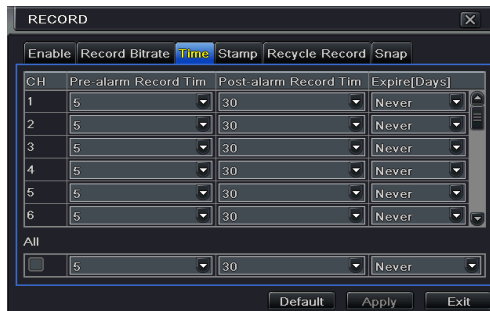 RECORD
Enable Record Bitrate Time Stamp Recycle Record Snap
CH Pre-alarm Record Tim Post-alarm Record Tim Expire[Days]
1 5 30 Never
2 5 30 Never
3 5 30 Never
4 5 30 Never
5 5 30 Never
6 5 30 Never
All
5 30 Never
Default Apply Exit